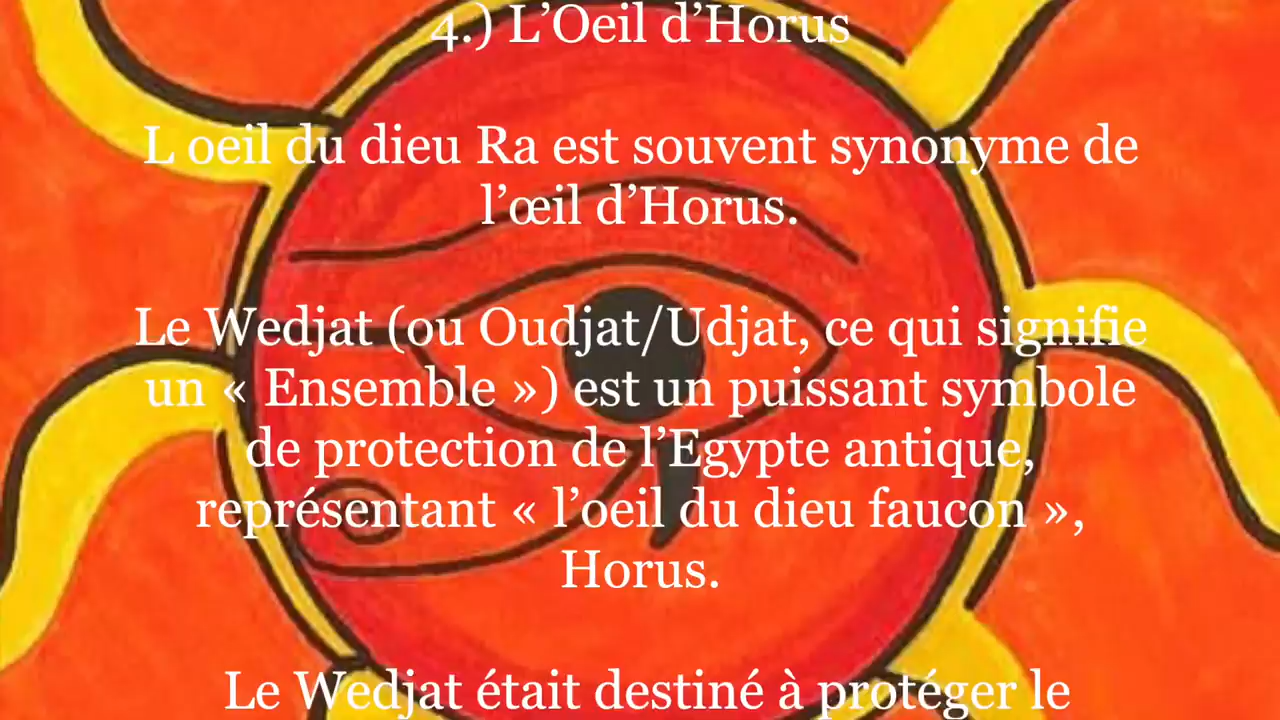 4.) L’Oeil d’Horus
L oeil du dieu Ra est souvent synonyme de
l’œil d’Horus.
Le Wedjat (ou Oudjat/Udjat, ce qui signifie
un « Ensemble ») est un puissant symbole
de protection de l’Egypte antique,
représentant « l’oeil du dieu faucon »,
Horus.
Le Wedjat était destiné à protéger le